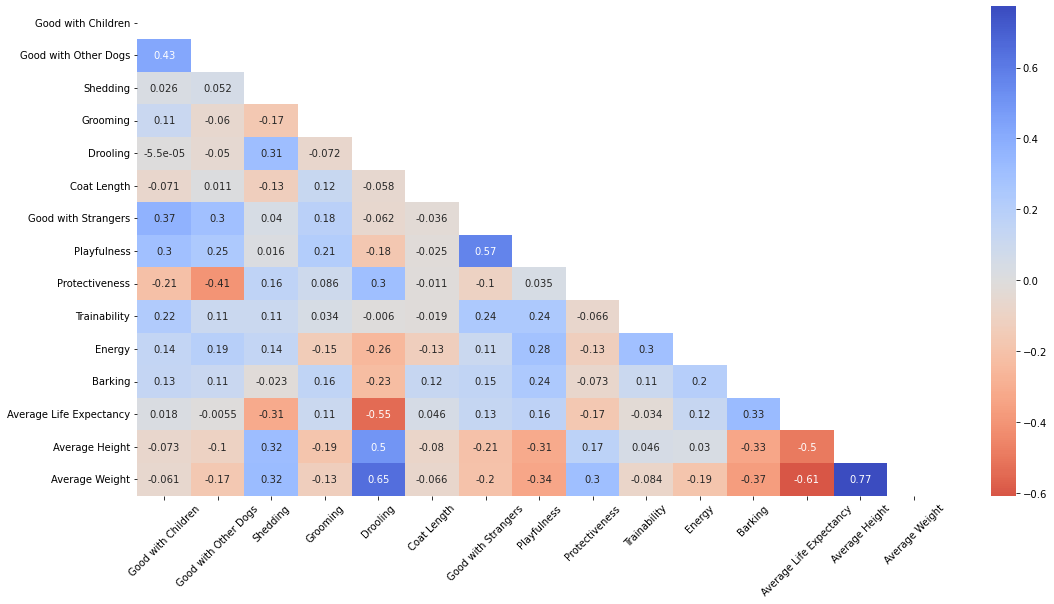 Good with Children
Good with Other Dogs 0.43
Shedding 0.026 0.052
Grooming 0.11 -0.06 -0.17
Drooling -5.5e-05 -0.05 0.31 -0.072
Coat Length -0.071 0.011 -0.13 0.12 -0.058
Good with Strangers 0.37 0.3 0.04 0.18 -0.062 -0.036
Playfulness 0.3 0.25 0.016 0.21 -0.18 -0.025 0.57
Protectiveness -0.21 -0.41 0.16 0.086 0.3 -0.011 -0.1 0.035
Trainability 0.22 0.11 0.11 0.034 -0.006 -0.019 0.24 0.24 -0.066
Energy 0.14 0.19 0.14 -0.15 -0.26 -0.13 0.11 0.28 -0.13 0.3
Barking 0.13 0.11 -0.023 0.16 -0.23 0.12 0.15 0.24 -0.073 0.11 0.2
Average Life Expectancy 0.018 -0.0055 -0.31 0.11 -0.55 0.046 0.13 0.16 -0.17 -0.034 0.12 0.33
Average Height -0.073 -0.1 0.32 -0.19 0.5 -0.08 -0.21 -0.31 0.17 0.046 0.03 -0.33 -0.5
Average Weight -0.061 -0.17 0.32 -0.13 0.65 -0.066 -0.2 -0.34 0.3 -0.084 -0.19 -0.37 -0.61 0.77
Good with Children
Good with Other Dogs
Shedding
Grooming
Drooling
Coat Length
Good with Strangers
Playfulness
Protectiveness
Trainability
Energy
Barking
Average Life Expectancy
Average Height
Average Weight
0.6
0.4
0.2
0.0
−0.2
−0.4
−0.6